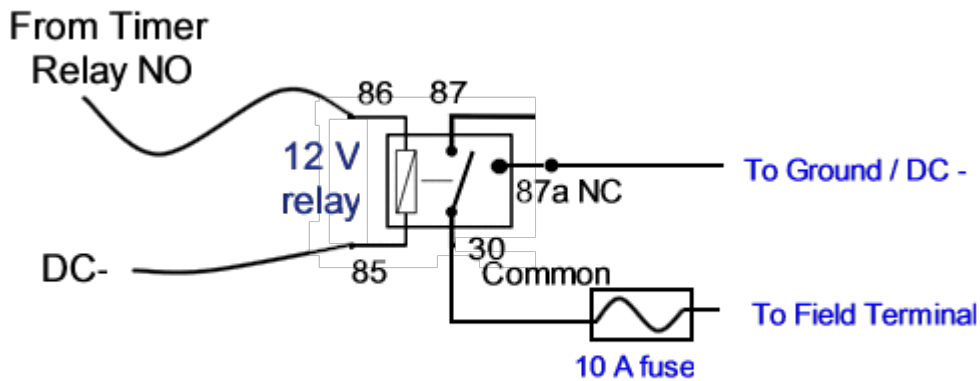 From Timer
Relay NO
86
87
12 V
relay
87a NC
To Ground / DC -
DC-
85
30
Common
To Field Terminal
10 A fuse